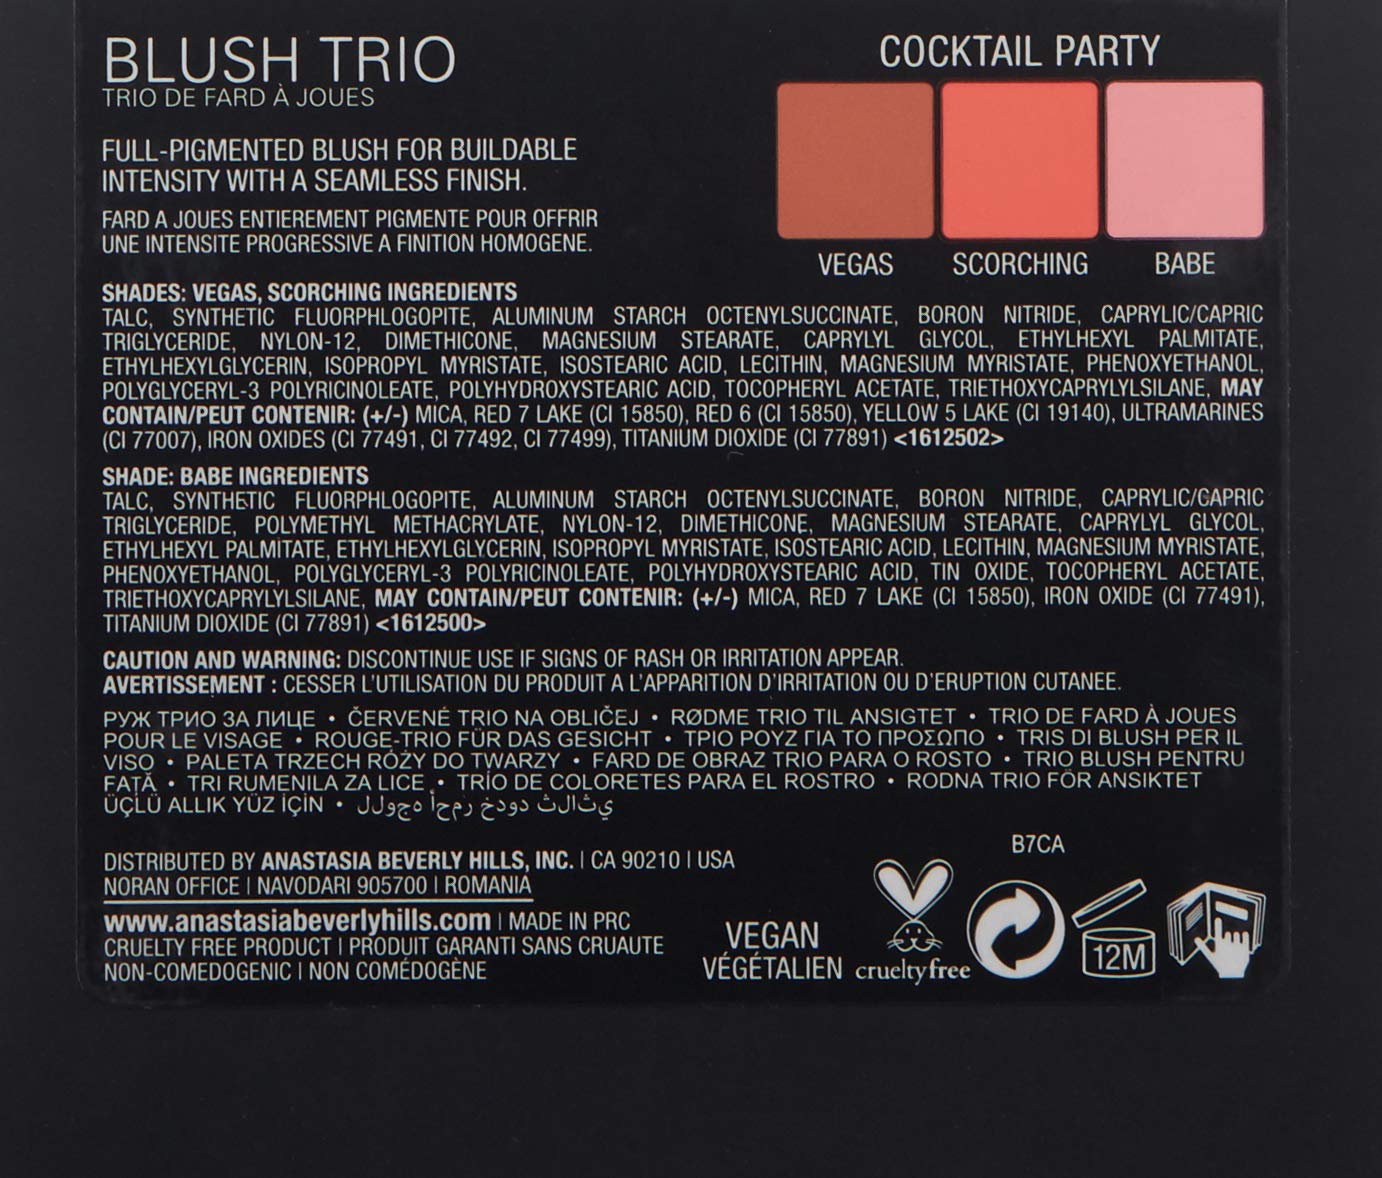 BLUSH TRIO
TRIO DE FARD À JOUES
FULL-PIGMENTED BLUSH FOR BUILDABLE
INTENSITY WITH A SEAMLESS FINISH.
FARD A JOUES ENTIEREMENT PIGMENTE POUR OFFRIR
UNE INTENSITE PROGRESSIVE A FINITION HOMOGENE.
COCKTAIL PARTY
VEGAS SCORCHING BABE
SHADES: VEGAS, SCORCHING INGREDIENTS
TALC, SYNTHETIC FLUORPHLOGOPITE, ALUMINUM STARCH OCTENYLSUCCINATE, BORON NITRIDE, CAPRYLIC/CAPRIC
TRIGLYCERIDE, NYLON-12, DIMETHICONE, MAGNESIUM STEARATE, CAPRYLYL GLYCOL, ETHYLHEXYL PALMITATE,
ETHYLHEXYLGLYCERIN, ISOPROPYL MYRISTATE, ISOSTEARIC ACID, LECITHIN, MAGNESIUM MYRISTATE, PHENOXYETHANOL,
POLYGLYCERYL-3 POLYRICINOLEATE, POLYHYDROXYSTEARIC ACID, TOCOPHERYL ACETATE, TRIETHOXYCAPRYLYLSILANE, MAY
CONTAIN/PEUT CONTENIR: (+/-) MICA, RED 7 LAKE (CI 15850), RED 6 (CI 15850), YELLOW 5 LAKE (CI 19140), ULTRAMARINES
(CI 77007), IRON OXIDES (CI 77491, CI 77492, CI 77499), TITANIUM DIOXIDE (CI 77891) <1612502>
SHADE: BABE INGREDIENTS
TALC, SYNTHETIC FLUORPHLOGOPITE, ALUMINUM STARCH OCTENYLSUCCINATE, BORON NITRIDE, CAPRYLIC/CAPRIC
TRIGLYCERIDE, POLYMETHYL METHACRYLATE, NYLON-12, DIMETHICONE, MAGNESIUM STEARATE, CAPRYLYL GLYCOL,
ETHYLHEXYL PALMITATE, ETHYLHEXYLGLYCERIN, ISOPROPYL MYRISTATE, ISOSTEARIC ACID, LECITHIN, MAGNESIUM MYRISTATE,
PHENOXYETHANOL, POLYGLYCERYL-3 POLYRICINOLEATE, POLYHYDROXYSTEARIC ACID, TIN OXIDE, TOCOPHERYL ACETATE,
TRIETHOXYCAPRYLYLSILANE, MAY CONTAIN/PEUT CONTENIR: (+/-) MICA, RED 7 LAKE (CI 15850), IRON OXIDE (CI 77491),
TITANIUM DIOXIDE (CI 77891) <1612500>
CAUTION AND WARNING: DISCONTINUE USE IF SIGNS OF RASH OR IRRITATION APPEAR.
AVERTISSEMENT : CESSER L'UTILISATION DU PRODUIT A L'APPARITION D'IRRITATION OU D'ERUPTION CUTANEE.
РУЖ ТРИО ЗА ЛИЦЕ • ČERVENÉ TRIO NA OBLIČEJ • RØDME TRIO TIL ANSIGTET • TRIO DE FARD À JOUES
POUR LE VISAGE • ROUGE-TRIO FÜR DAS GESICHT • ΤΡΙΟ ΡΟΥΖ ΓΙΑ ΤΟ ΠΡΟΣΩΠΟ • TRIS DI BLUSH PER IL
VISO • PALETA TRZECH RÓŻY DO TWARZY • FARD DE OBRAZ TRIO PARA O ROSTO • TRIO BLUSH PENTRU
FAȚĂ • TRI RUMENILA ZA LICE • TRÍO DE COLORETES PARA EL ROSTRO • RODNA TRIO FÖR ANSIKTET
ÜÇLÜ ALLIK YÜZ İÇİN • ثلاثي خدود أحمر للوجه
DISTRIBUTED BY ANASTASIA BEVERLY HILLS, INC. | CA 90210 | USA
NORAN OFFICE | NAVODARI 905700 | ROMANIA
www.anastasiabeverlyhills.com | MADE IN PRC
CRUELTY FREE PRODUCT | PRODUIT GARANTI SANS CRUAUTE
NON-COMEDOGENIC | NON COMÉDOGÈNE
VEGAN
VÉGÉTALIEN
crueltyfree
B7CA
12M